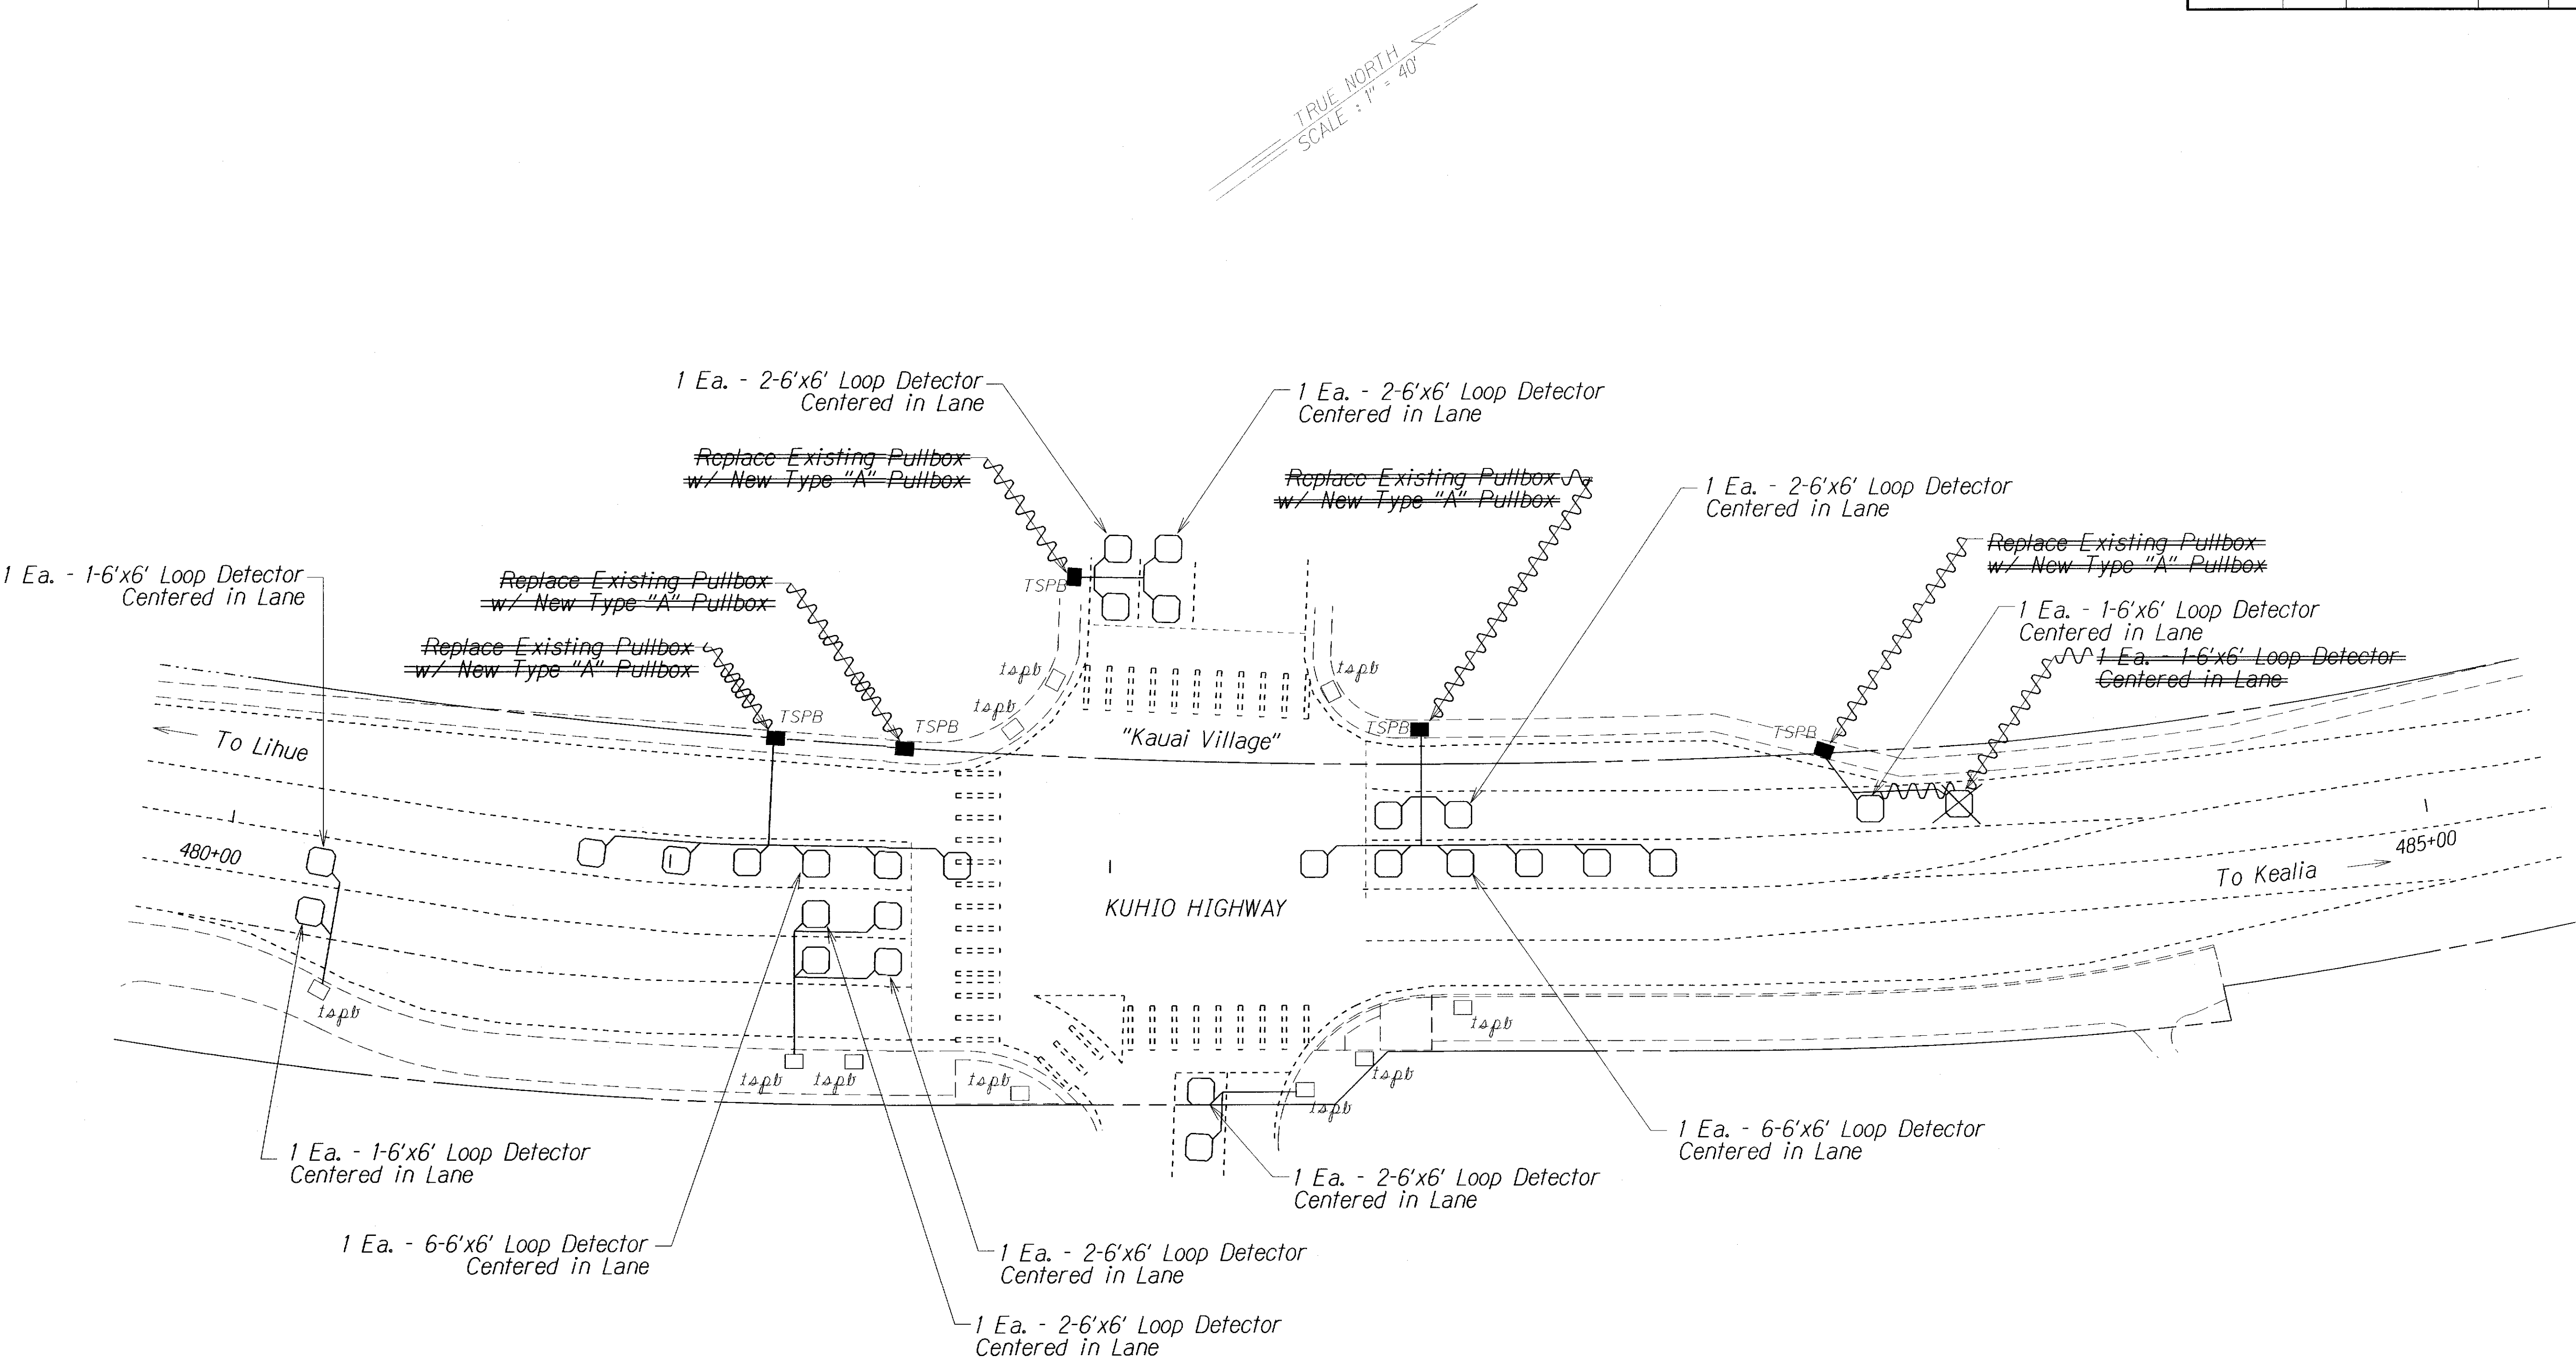 TRUE NORTH
SCALE : 1" = 40'
1 Ea. - 2-6'x6' Loop Detector
Centered in Lane
1 Ea. - 2-6'x6' Loop Detector
Centered in Lane
Replace Existing Pullbox
w/ New Type "A" Pullbox
Replace Existing Pullbox
w/ New Type "A" Pullbox
1 Ea. - 2-6'x6' Loop Detector
Centered in Lane
Replace Existing Pullbox
w/ New Type "A" Pullbox
1 Ea. - 1-6'x6' Loop Detector
Centered in Lane
Replace Existing Pullbox
w/ New Type "A" Pullbox
TSPB
1 Ea. - 1-6'x6' Loop Detector
Centered in Lane
Replace Existing Pullbox
w/ New Type "A" Pullbox
1 Ea. - 1-6'x6' Loop Detector
Centered in Lane
tspb
tspb
tspb
TSPB
TSPB
TSPB
TSPB
To Lihue
"Kauai Village"
480+00
485+00
To Kealia
KUHIO HIGHWAY
tspb
tspb
tspb
tspb
tspb
tspb
tspb
1 Ea. - 1-6'x6' Loop Detector
Centered in Lane
1 Ea. - 6-6'x6' Loop Detector
Centered in Lane
1 Ea. - 2-6'x6' Loop Detector
Centered in Lane
1 Ea. - 6-6'x6' Loop Detector
Centered in Lane
1 Ea. - 2-6'x6' Loop Detector
Centered in Lane
1 Ea. - 2-6'x6' Loop Detector
Centered in Lane